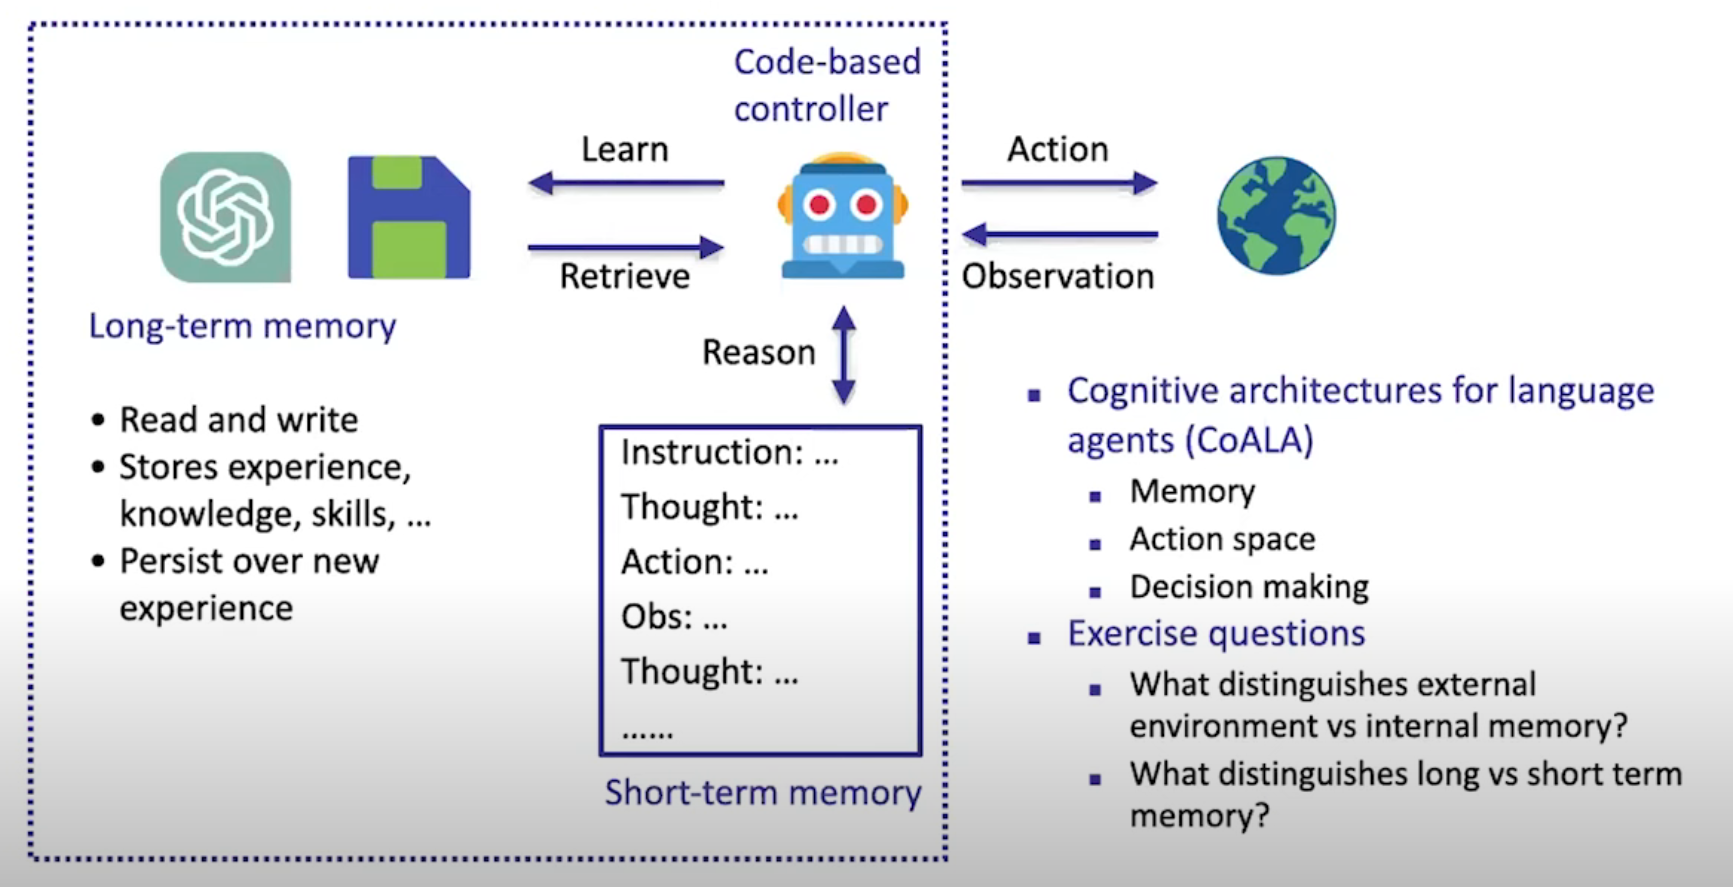 Code-based
controller
Learn
Action
Retrieve
Observation
Long-term memory
Reason
• Read and write
• Stores experience,
knowledge, skills, ...
• Persist over new
experience
Instruction: ...
Thought: ...
Action: ...
Obs: ...
Thought: ...
......
Short-term memory
▪ Cognitive architectures for language
agents (CoALA)
▪ Memory
▪ Action space
▪ Decision making
▪ Exercise questions
▪ What distinguishes external
environment vs internal memory?
▪ What distinguishes long vs short term
memory?